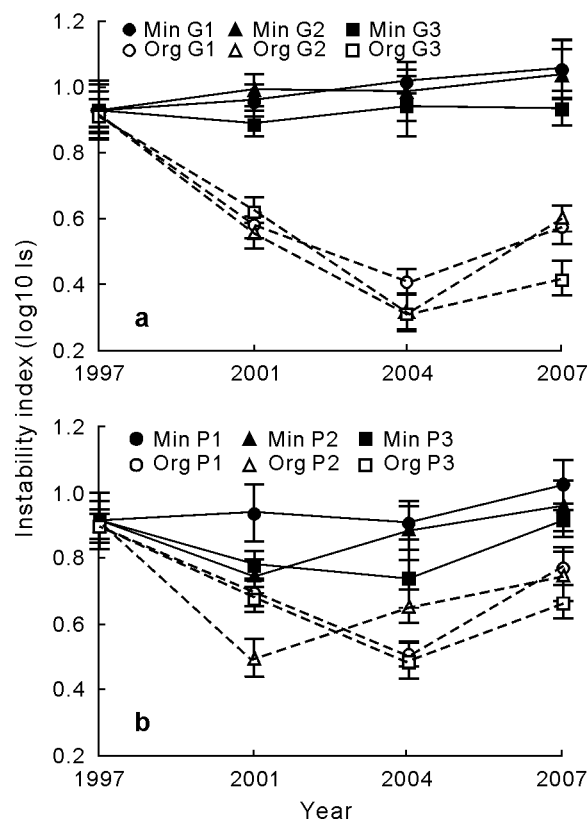 Min G1 Min G2 Min G3
Org G1 Org G2 Org G3
1.2
1.0
0.8
0.6
0.4
0.2
a
1997 2001 2004 2007
Instability index (log10 Is)
Min P1 Min P2 Min P3
Org P1 Org P2 Org P3
1.2
1.0
0.8
0.6
0.4
0.2
b
1997 2001 2004 2007
Year